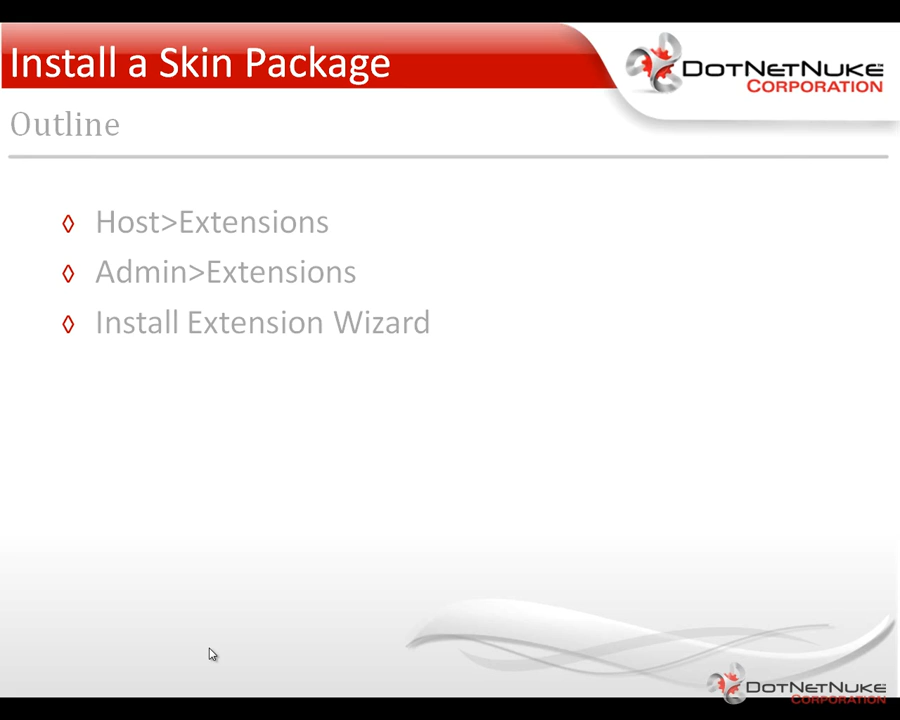 Install a Skin Package
DOTNETNUKE
CORPORATION
Outline
Host>Extensions
Admin>Extensions
Install Extension Wizard
DOTNETNUKE
CORPORATION